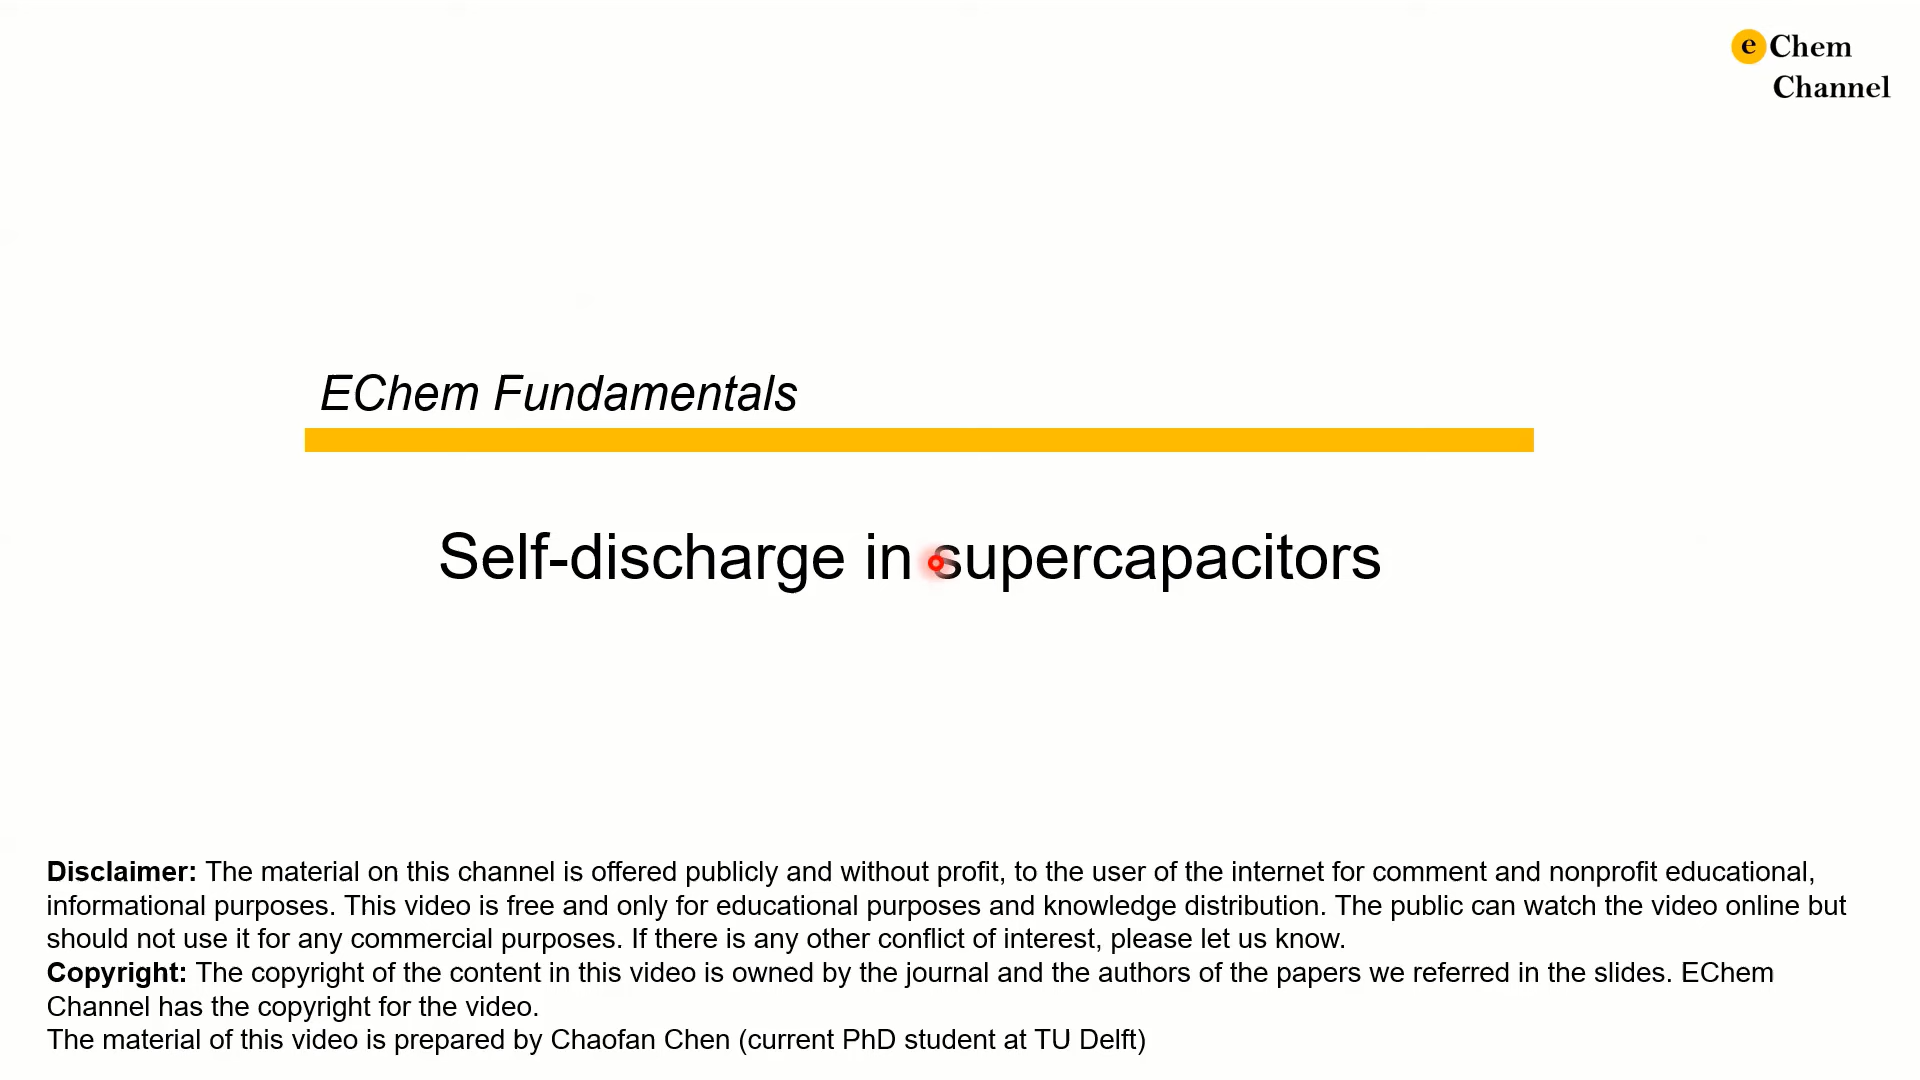 e Chem
Channel
EChem Fundamentals
Self-discharge in supercapacitors
Disclaimer: The material on this channel is offered publicly and without profit, to the user of the internet for comment and nonprofit educational,
informational purposes. This video is free and only for educational purposes and knowledge distribution. The public can watch the video online but
should not use it for any commercial purposes. If there is any other conflict of interest, please let us know.
Copyright: The copyright of the content in this video is owned by the journal and the authors of the papers we referred in the slides. EChem
Channel has the copyright for the video.
The material of this video is prepared by Chaofan Chen (current PhD student at TU Delft)